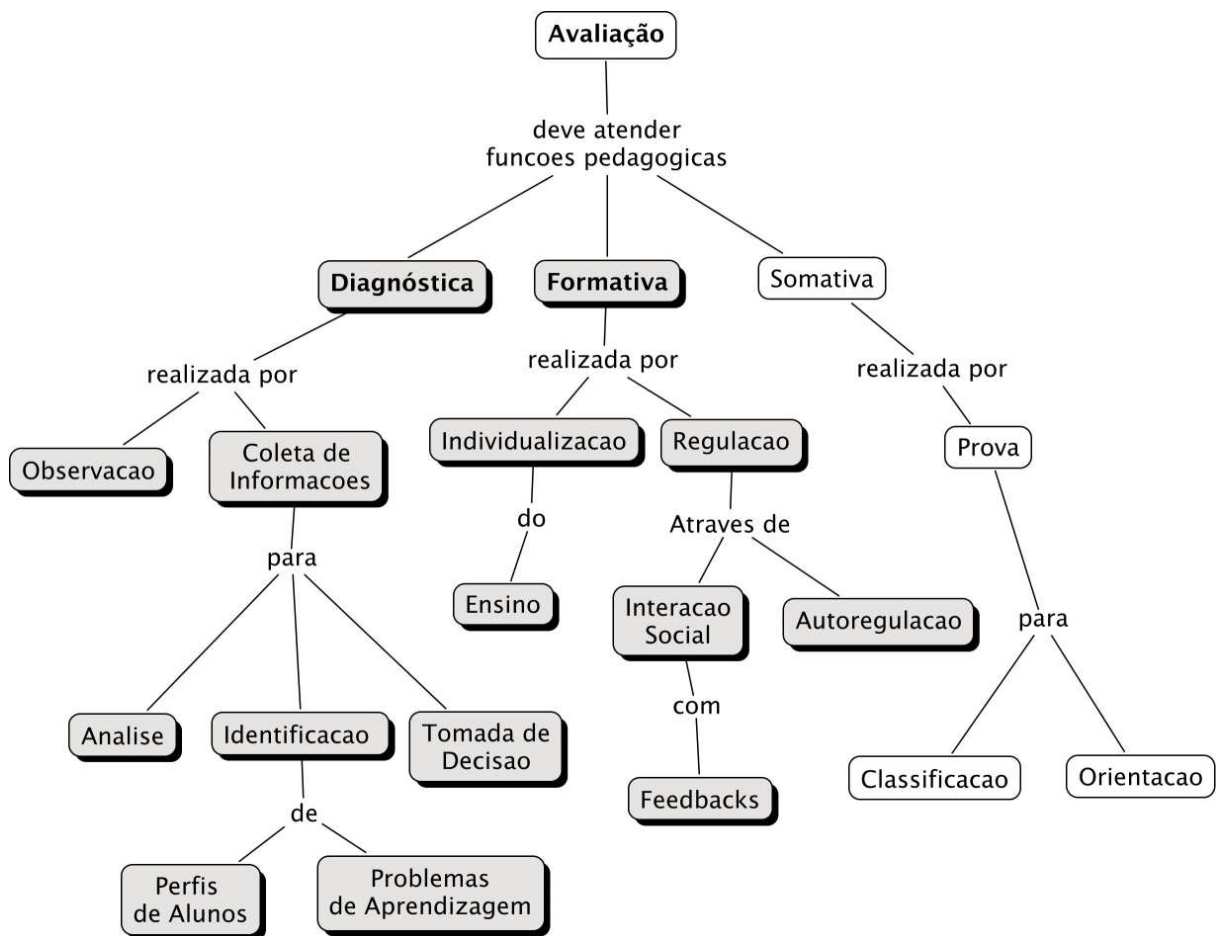 Avaliação
deve atender
funcoes pedagogicas
Diagnóstica
Formativa
Somativa
realizada por
realizada por
realizada por
Observacao
Coleta de
Informacoes
Individualizacao
Regulacao
Prova
para
do
Atraves de
Ensino
Interacao
Social
Autoregulacao
para
Analise
Identificacao
Tomada de
Decisao
com
Classificacao
Orientacao
Feedbacks
de
Perfis
de Alunos
Problemas
de Aprendizagem